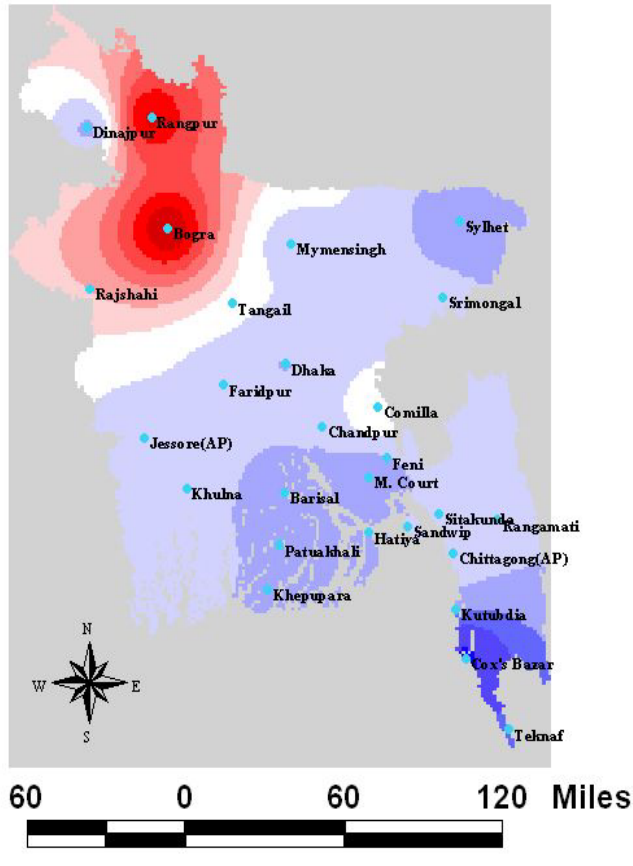 Rangpur
Dinajpur
Sylhet
Bogra
Mymensingh
Rajshahi
Srimongal
Tangail
Dhaka
Faridpur
Comilla
Chandpur
Jessore(AP)
Feni
M. Court
Khulna
Barisal
Sitakunda
Rangamati
Sandwip
Hatiya
Patuakhali
Chittagong(AP)
Khepupara
Kutubdia
N
Cox's Bazar
W E
S
Teknaf
60 0 60 120 Miles